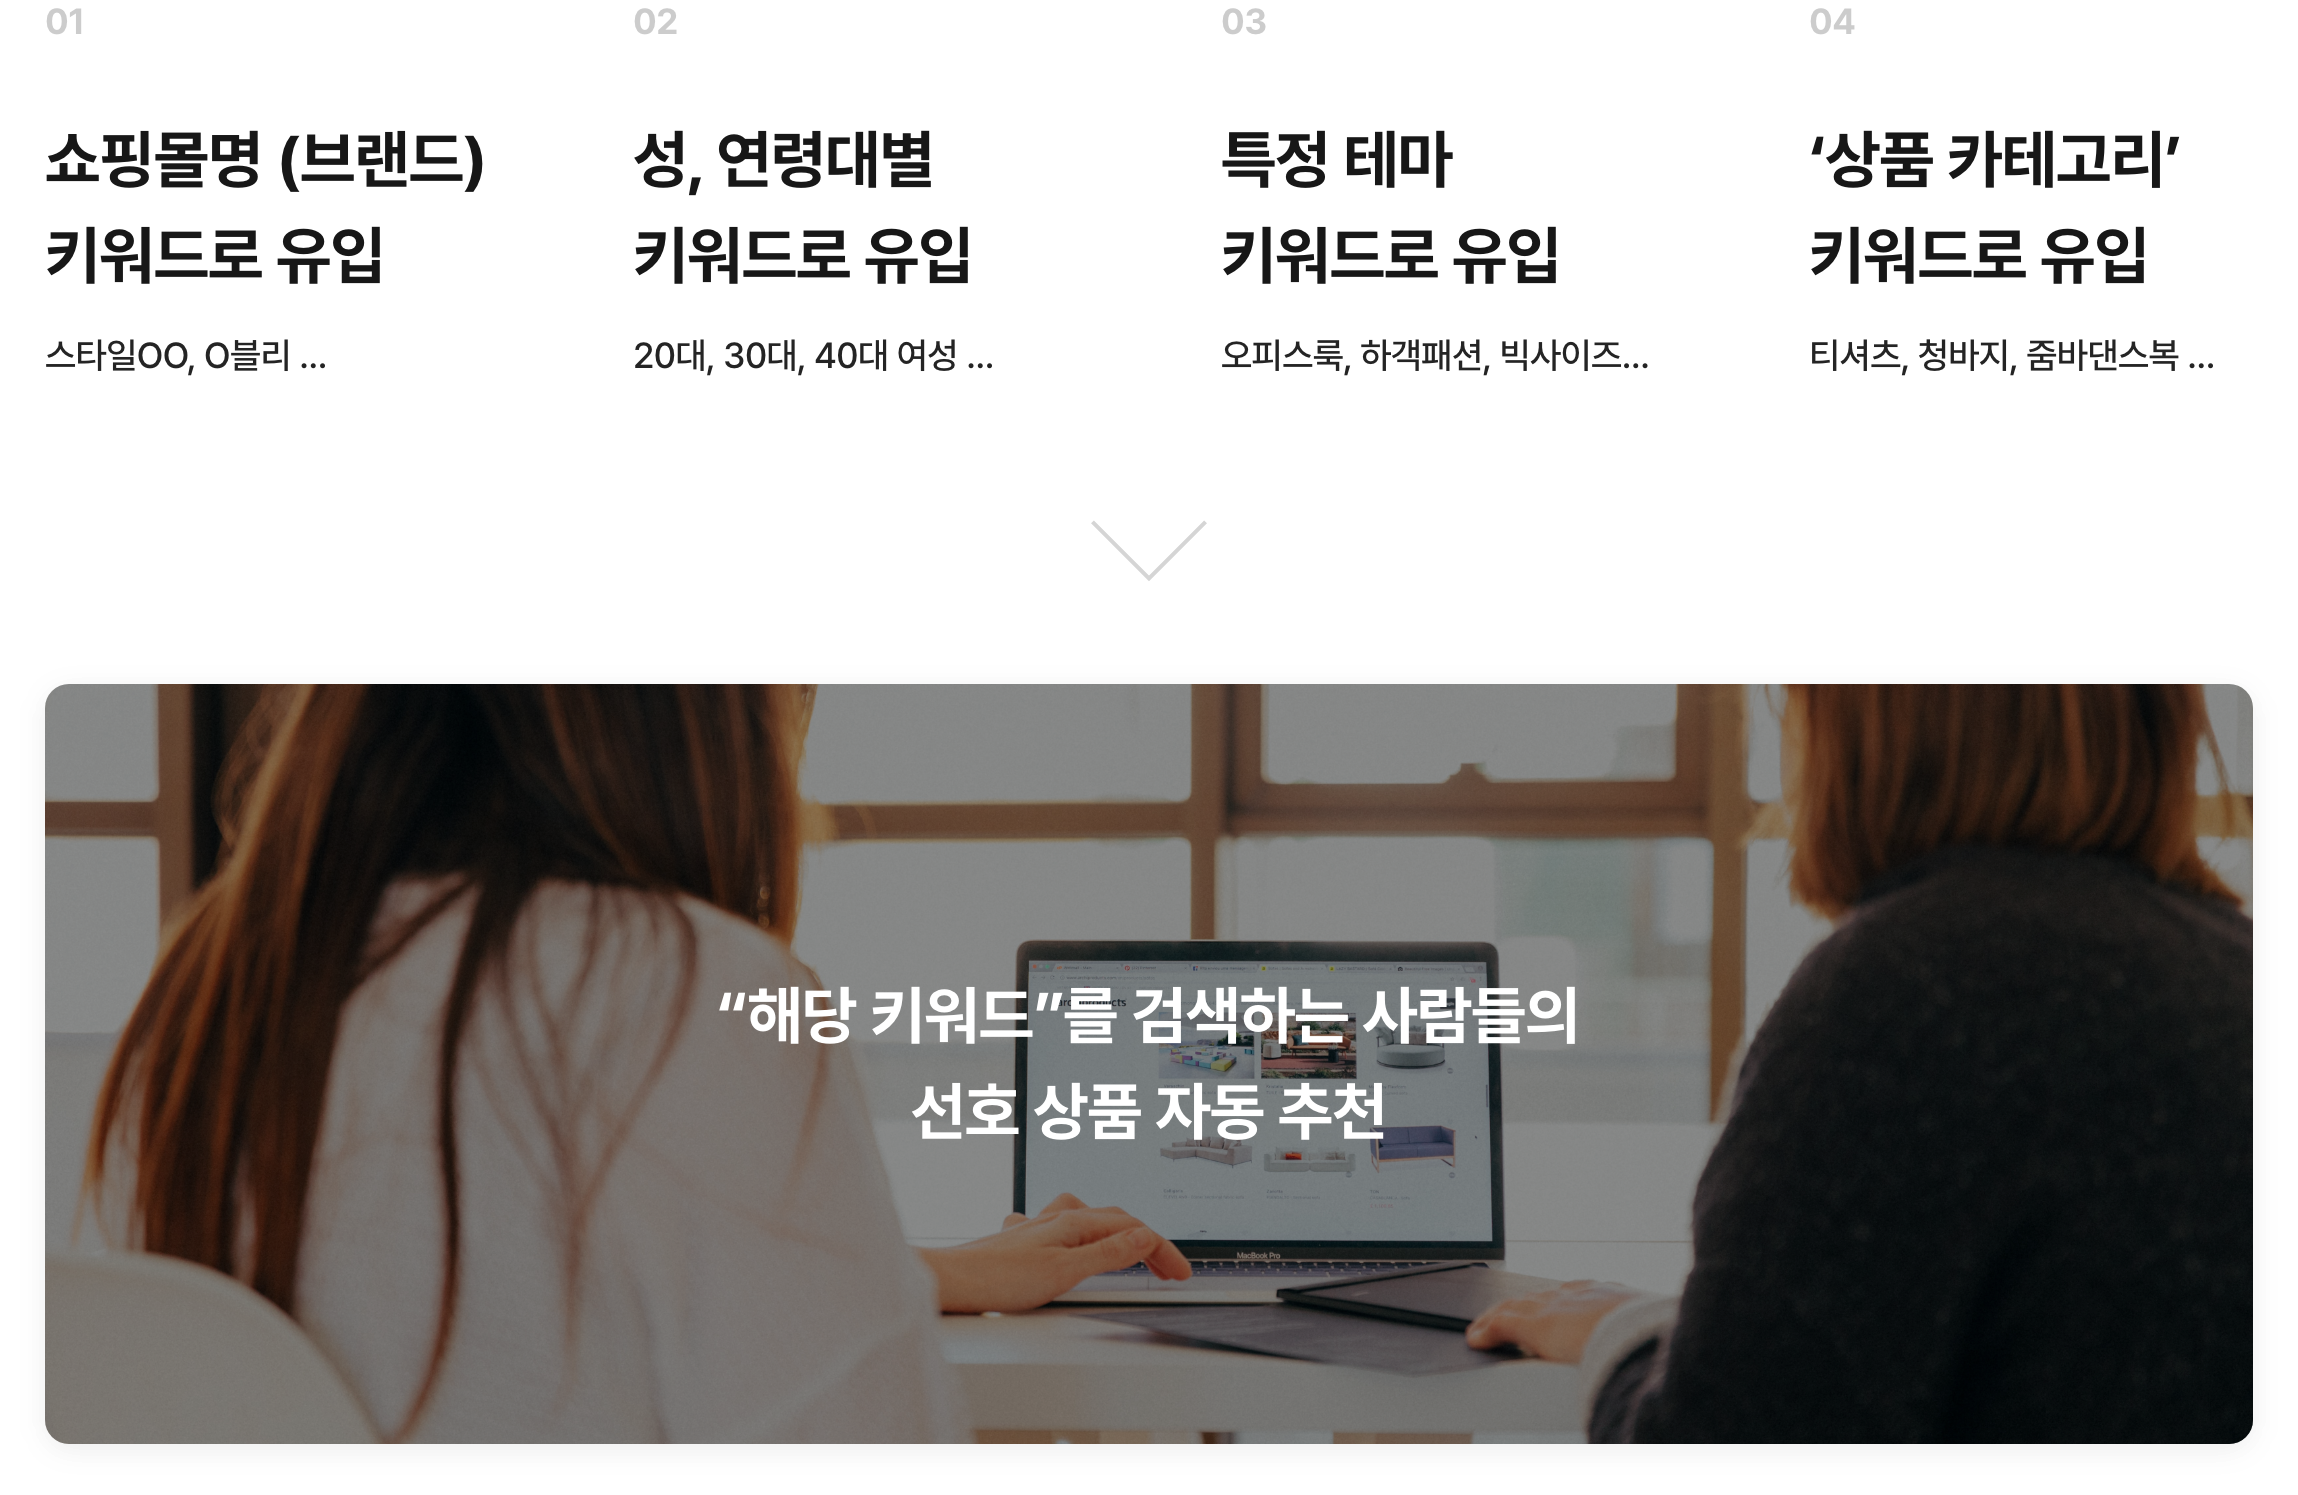 01
쇼핑몰명 (브랜드)
키워드로 유입
스타일OO, O블리 ...
02
성, 연령대별
키워드로 유입
20대, 30대, 40대 여성 ...
03
특정 테마
키워드로 유입
오피스룩, 하객패션, 빅사이즈...
04
‘상품 카테고리’
키워드로 유입
티셔츠, 청바지, 줌바댄스복 ...
“해당 키워드”를 검색하는 사람들의
선호 상품 자동 추천
MacBook Pro